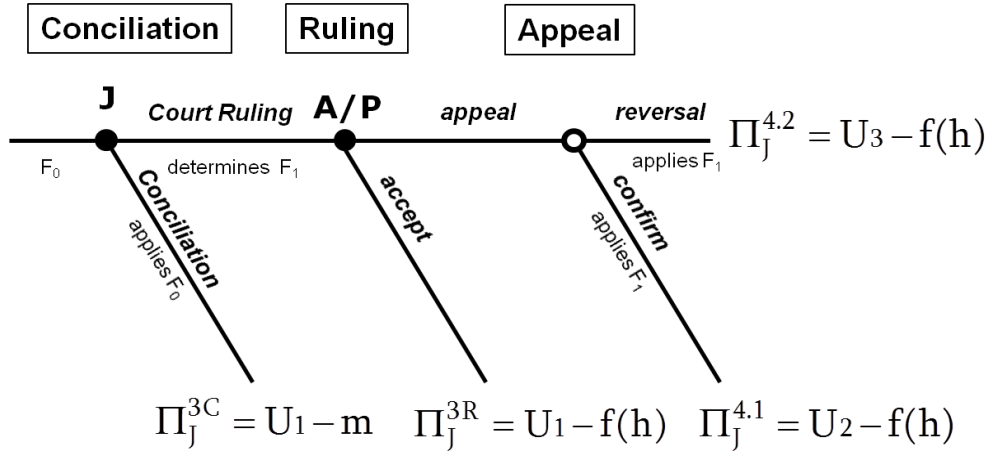 Conciliation Ruling Appeal
J Court Ruling A/P appeal reversal
F₀ determines F₁ applies F₁ Π_J^{4.2} = U₃ – f(h)
Conciliation
applies F₀
accept
confirm
applies F₁
Π_J^{3C} = U₁ – m Π_J^{3R} = U₁ – f(h) Π_J^{4.1} = U₂ – f(h)